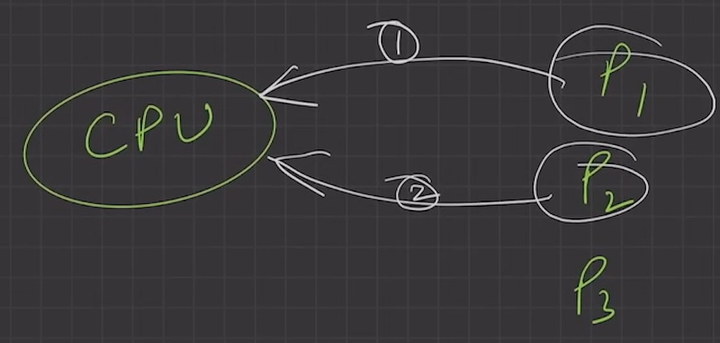 ①
P1
CPU
②
P2
P3